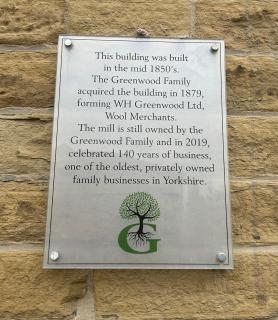 This building was built
in the mid 1850's.
The Greenwood Family
acquired the building in 1879,
forming WH Greenwood Ltd,
Wool Merchants.
The mill is still owned by the
Greenwood Family and in 2019,
celebrated 140 years of business,
one of the oldest, privately owned
family businesses in Yorkshire.
G